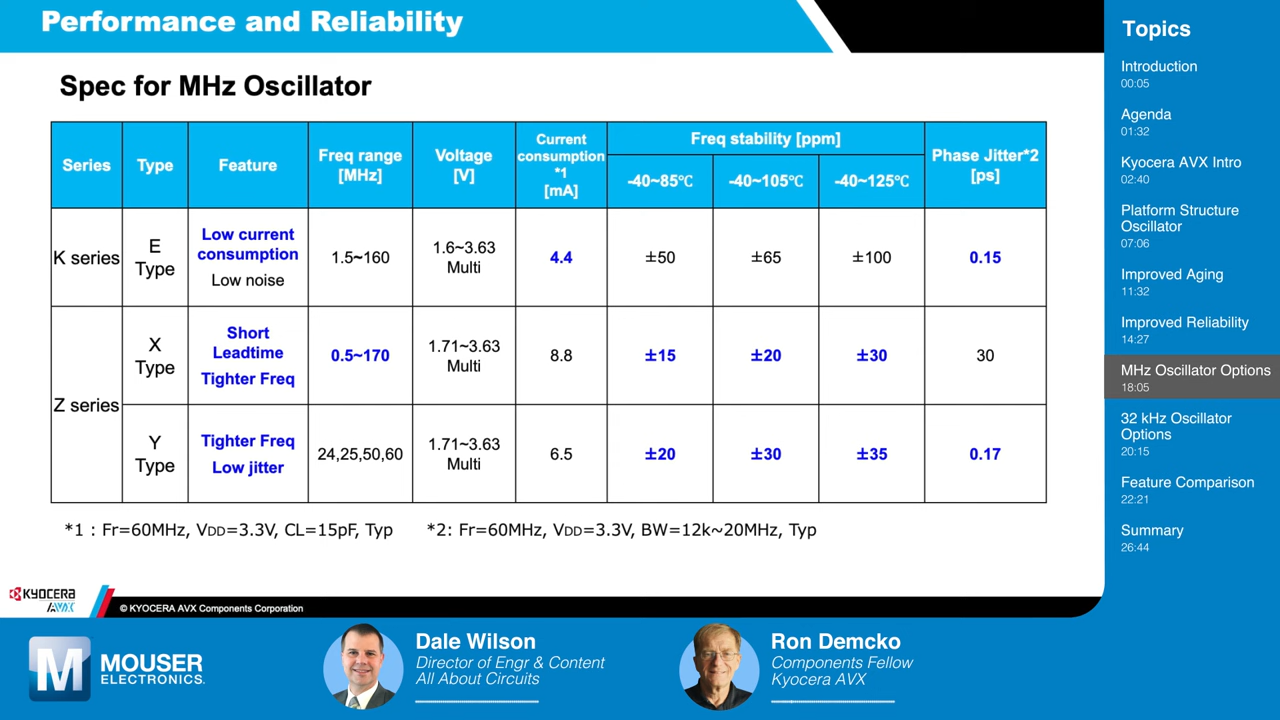 Performance and Reliability
Spec for MHz Oscillator
Series
Type
Feature
Freq range
[MHz]
Voltage
[V]
Current
consumption
*1
[mA]
Freq stability [ppm]
-40~85℃
-40~105℃
-40~125℃
Phase Jitter*2
[ps]
K series
E
Type
Low current
consumption
Low noise
1.5~160
1.6~3.63
Multi
4.4
±50
±65
±100
0.15
Z series
X
Type
Short
Leadtime
Tighter Freq
0.5~170
1.71~3.63
Multi
8.8
±15
±20
±30
30
Y
Type
Tighter Freq
Low jitter
24,25,50,60
1.71~3.63
Multi
6.5
±20
±30
±35
0.17
*1 : Fr=60MHz, VDD=3.3V, CL=15pF, Typ
*2: Fr=60MHz, VDD=3.3V, BW=12k~20MHz, Typ
KYOCERA
AVX
© KYOCERA AVX Components Corporation
Topics
Introduction
00:05
Agenda
01:32
Kyocera AVX Intro
02:40
Platform Structure
Oscillator
07:06
Improved Aging
11:32
Improved Reliability
14:27
MHz Oscillator Options
18:05
32 kHz Oscillator
Options
20:15
Feature Comparison
22:21
Summary
26:44
M
MOUSER
ELECTRONICS.
Dale Wilson
Director of Engr & Content
All About Circuits
Ron Demcko
Components Fellow
Kyocera AVX